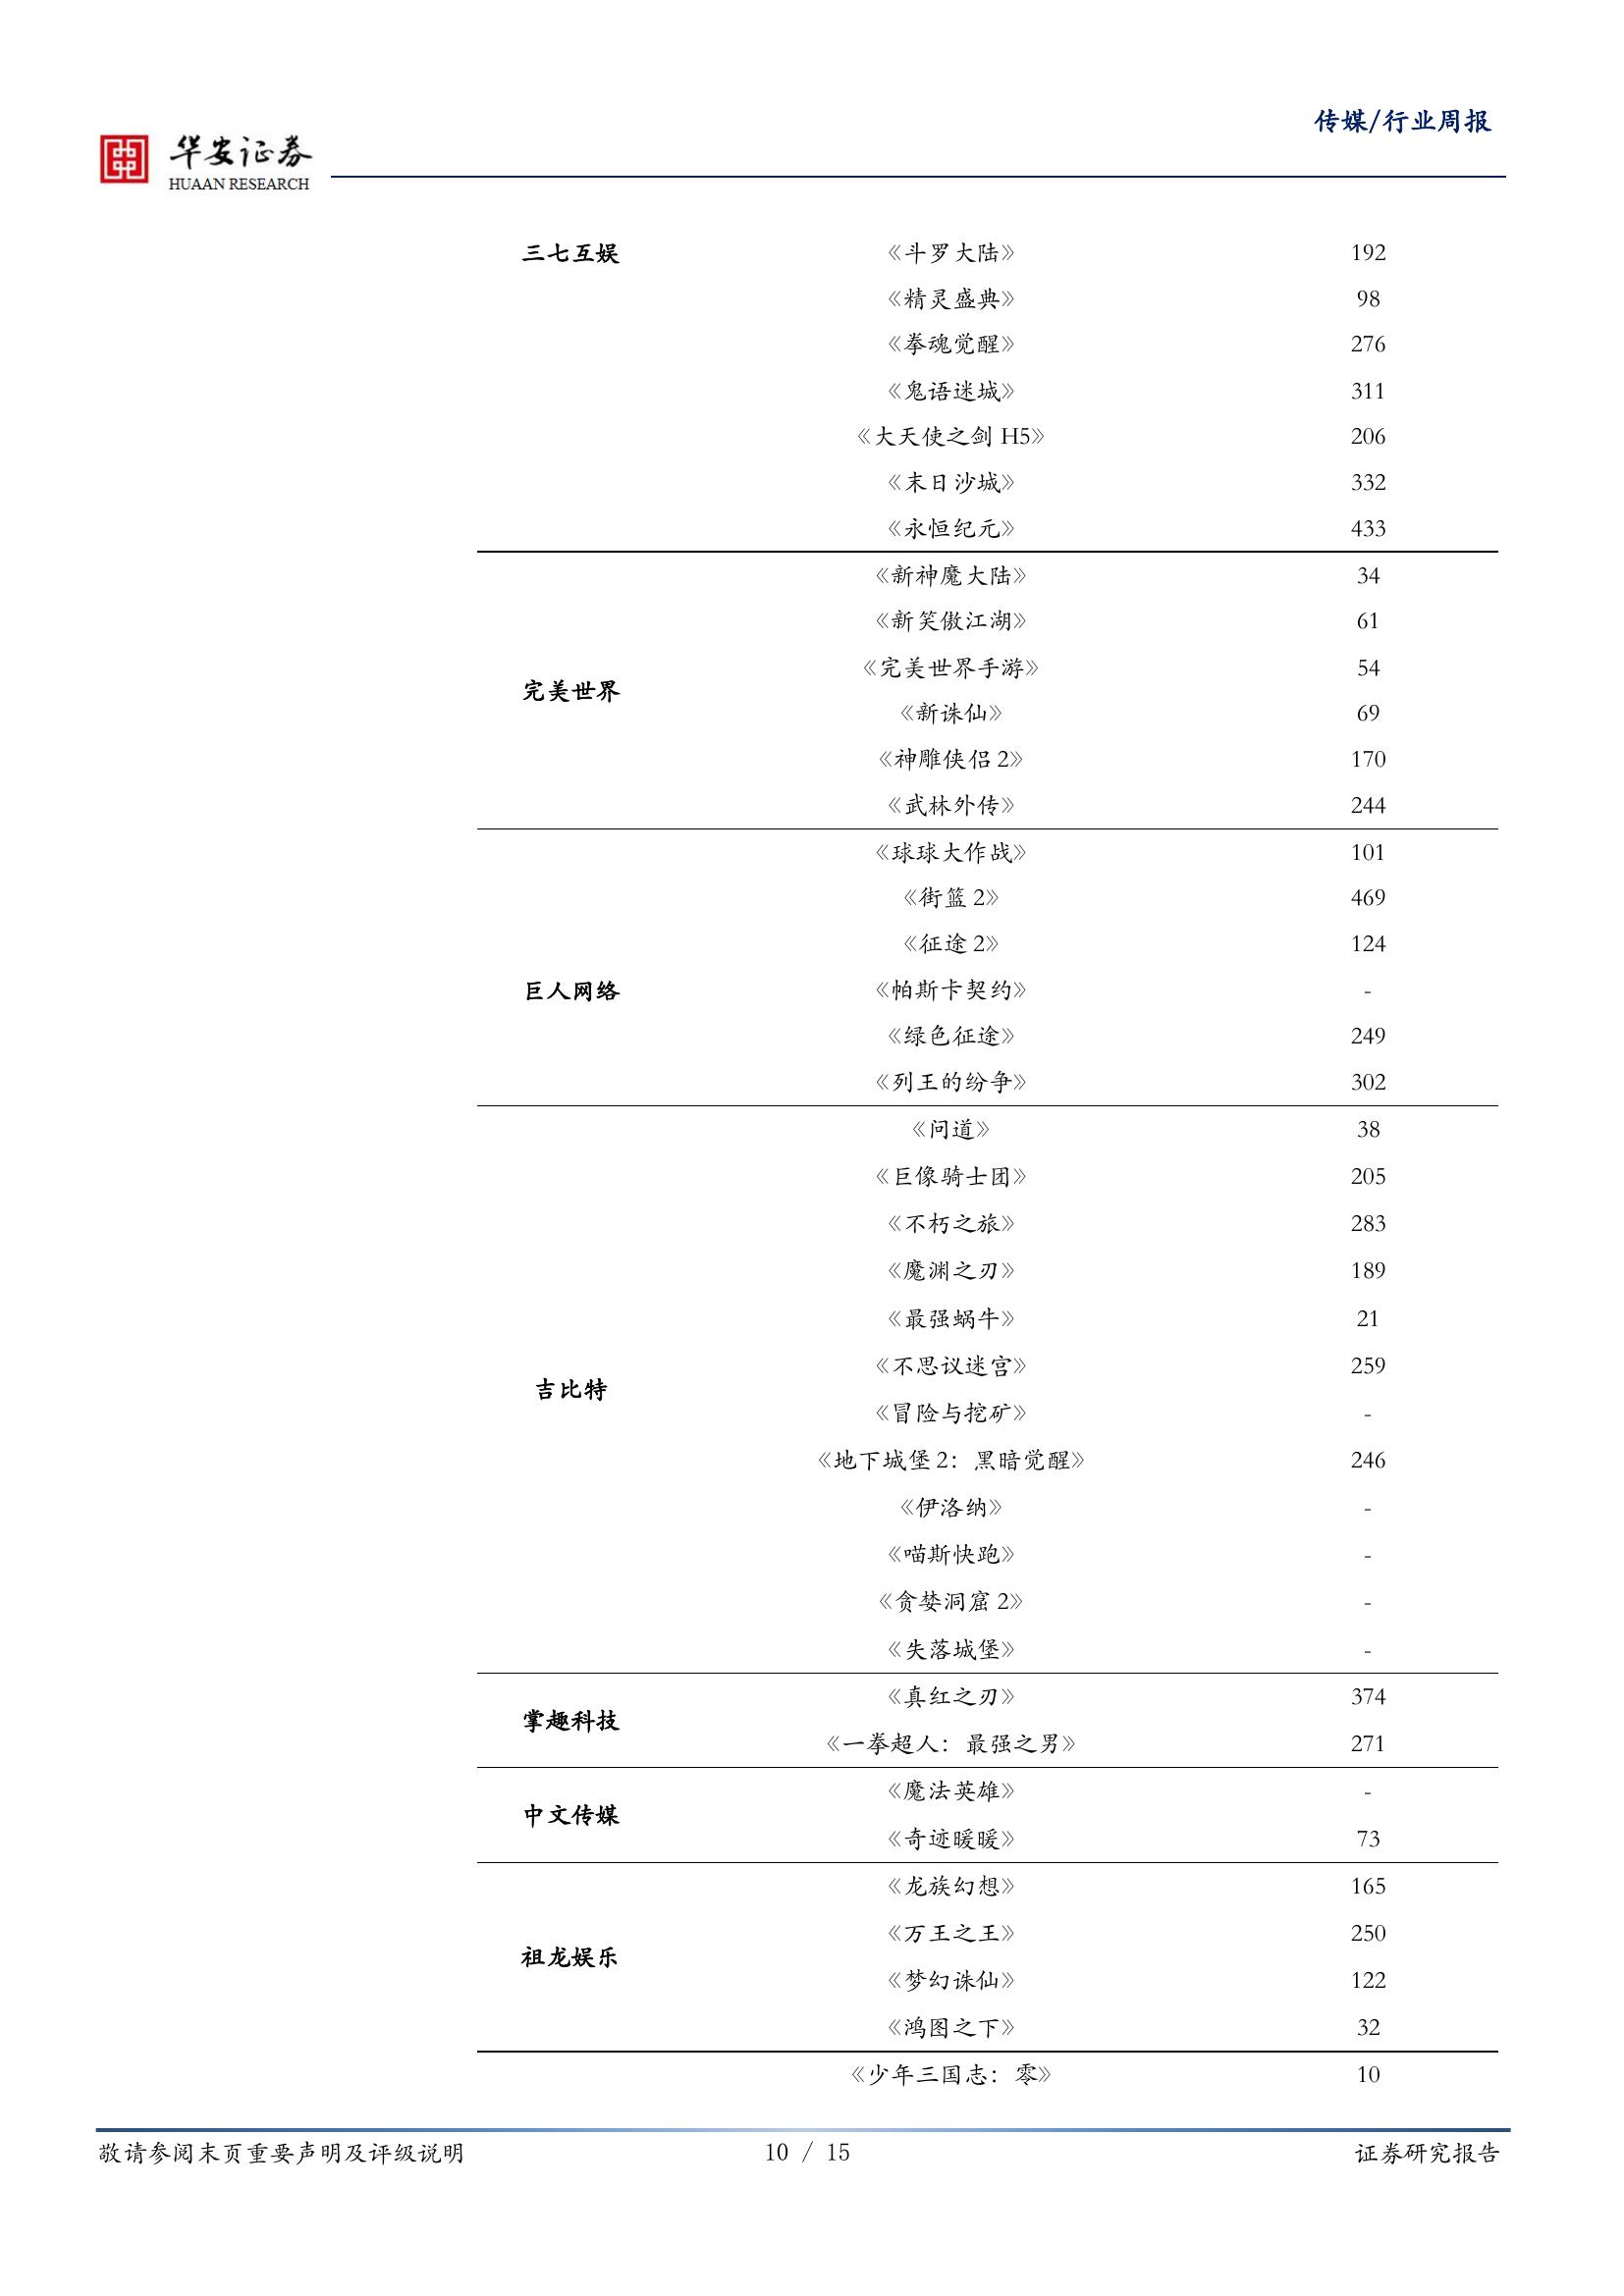 传媒/行业周报
华安证券
HUAAN RESEARCH
三七互娱 《斗罗大陆》 192
《精灵盛典》 98
《拳魂觉醒》 276
《鬼语迷城》 311
《大天使之剑 H5》 206
《末日沙城》 332
《永恒纪元》 433
《新神魔大陆》 34
《新笑傲江湖》 61
《完美世界手游》 54
完美世界
《新诛仙》 69
《神雕侠侣 2》 170
《武林外传》 244
《球球大作战》 101
《街篮 2》 469
《征途 2》 124
巨人网络 《帕斯卡契约》 -
《绿色征途》 249
《列王的纷争》 302
《问道》 38
《巨像骑士团》 205
《不朽之旅》 283
《魔渊之刃》 189
《最强蜗牛》 21
《不思议迷宫》 259
吉比特
《冒险与挖矿》 -
《地下城堡 2：黑暗觉醒》 246
《伊洛纳》 -
《喵斯快跑》 -
《贪婪洞窟 2》 -
《失落城堡》 -
《真红之刃》 374
掌趣科技
《一拳超人：最强之男》 271
《魔法英雄》 -
中文传媒
《奇迹暖暖》 73
《龙族幻想》 165
《万王之王》 250
祖龙娱乐
《梦幻诛仙》 122
《鸿图之下》 32
《少年三国志：零》 10
敬请参阅末页重要声明及评级说明 10 / 15 证券研究报告